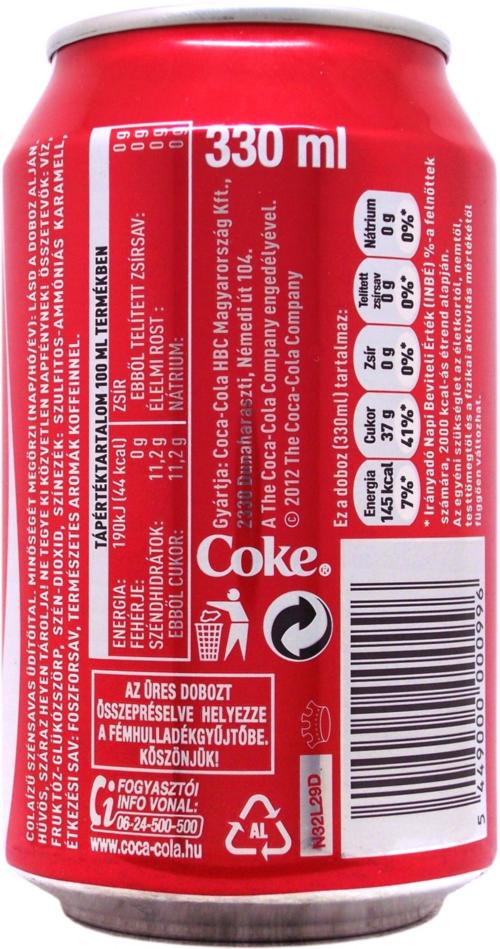 COLAÍZŰ SZÉNSAVAS ÜDÍTŐITAL. MINŐSÉGÉT MEGŐRZI (NAP/HÓ/ÉV): LÁSD A DOBOZ ALJÁN.
HŰVÖS, SZÁRAZ HEYEN TÁROLJA! NE TEGYE KI KÖZVETLEN NAPFÉNYNEK! ÖSSZETEVŐK: VÍZ,
FRUKTÓZ-GLÜKÓZSZÖRP, SZÉN-DIOXID, SZÍNEZÉK: SZULFITOS-AMMÓNIÁS KARAMELL,
ÉTKEZÉSI SAV: FOSZFORSAV, TERMÉSZETES AROMÁK KOFFEINNEL.
TÁPÉRTÉKTARTALOM 100 ML TERMÉKBEN
ENERGIA: 190kJ (44 kcal)
FEHÉRJE: 0 g
SZÉNDHIDRÁTOK: 11,2 g
EBBŐL CUKOR: 11,2 g
ZSÍR 0 g
EBBŐL TELÍTETT ZSÍRSAV: 0 g
ÉLELMI ROST : 0 g
NÁTRIUM: 0 g
AZ ÜRES DOBOZT
ÖSSZEPRÉSELVE HELYEZZE
A FÉMHULLADÉKGYŰJTŐBE.
KÖSZÖNJÜK!
FOGYASZTÓI
INFO VONAL:
06-24-500-500
www.coca-cola.hu
330 ml
Coke®
Gyártja: Coca-Cola HBC Magyarország Kft.,
2330 Dunaharaszti, Némedi út 104.
A The Coca-Cola Company engedélyével.
© 2012 The Coca-Cola Company
AL
N32L29D
Ez a doboz (330ml) tartalmaz:
Energia
145 kcal
7%*
Cukor
37 g
41%*
Zsír
0 g
0%*
Telített
zsírsav
0 g
0%*
Nátrium
0 g
0%*
* Irányadó Napi Beviteli Érték (INBÉ) %-a felnőttek
számára, 2000 kcal-ás étrend alapján.
Az egyéni szükséglet az életkortól, nemtől,
testtömegtől és a fizikai aktivitás mértékétől
függően változhat.
5 449000 000996